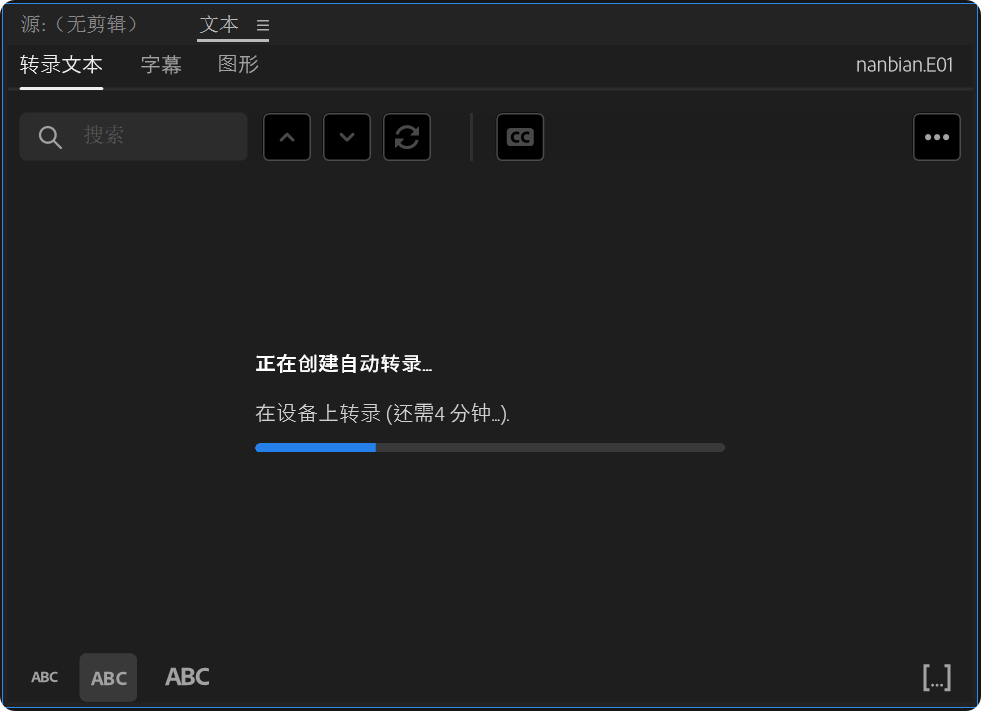 源:（无剪辑）
文本
转录文本
字幕
图形
nanbian.E01
搜索
CC
正在创建自动转录...
在设备上转录 (还需4 分钟...).
ABC
ABC
ABC
[...]